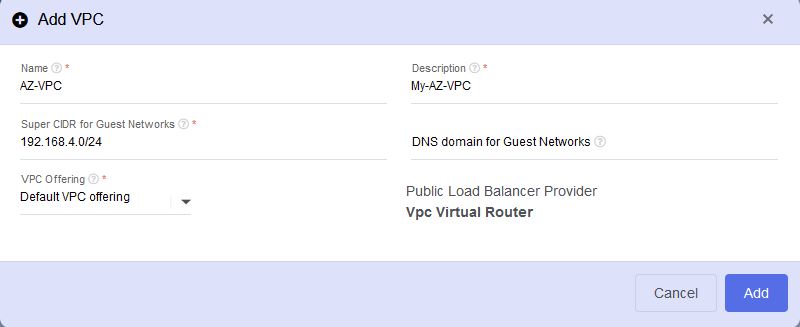 Add VPC
Name *
Description *
AZ-VPC
My-AZ-VPC
Super CIDR for Guest Networks *
192.168.4.0/24
DNS domain for Guest Networks
VPC Offering *
Default VPC offering
Public Load Balancer Provider
Vpc Virtual Router
Cancel
Add